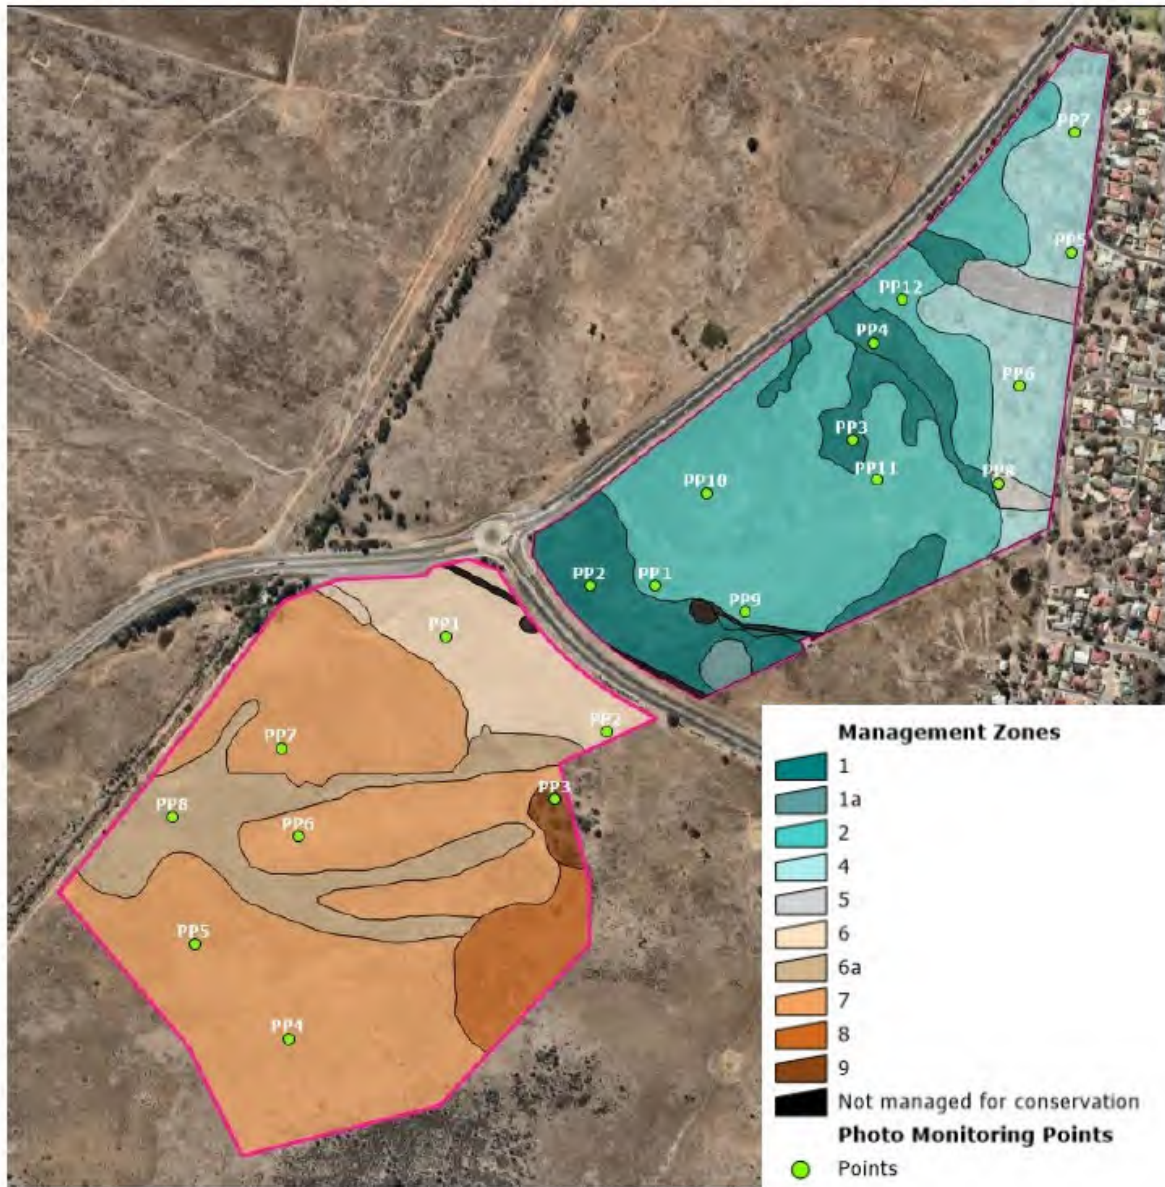 PP7
PP5
PP12
PP4
PP6
PP3
PP11
PP8
PP10
PP2
PP1
PP9
PP1
PP2
PP7
PP3
PP8
PP6
PP5
PP4
Management Zones
1
1a
2
4
5
6
6a
7
8
9
Not managed for conservation
Photo Monitoring Points
Points